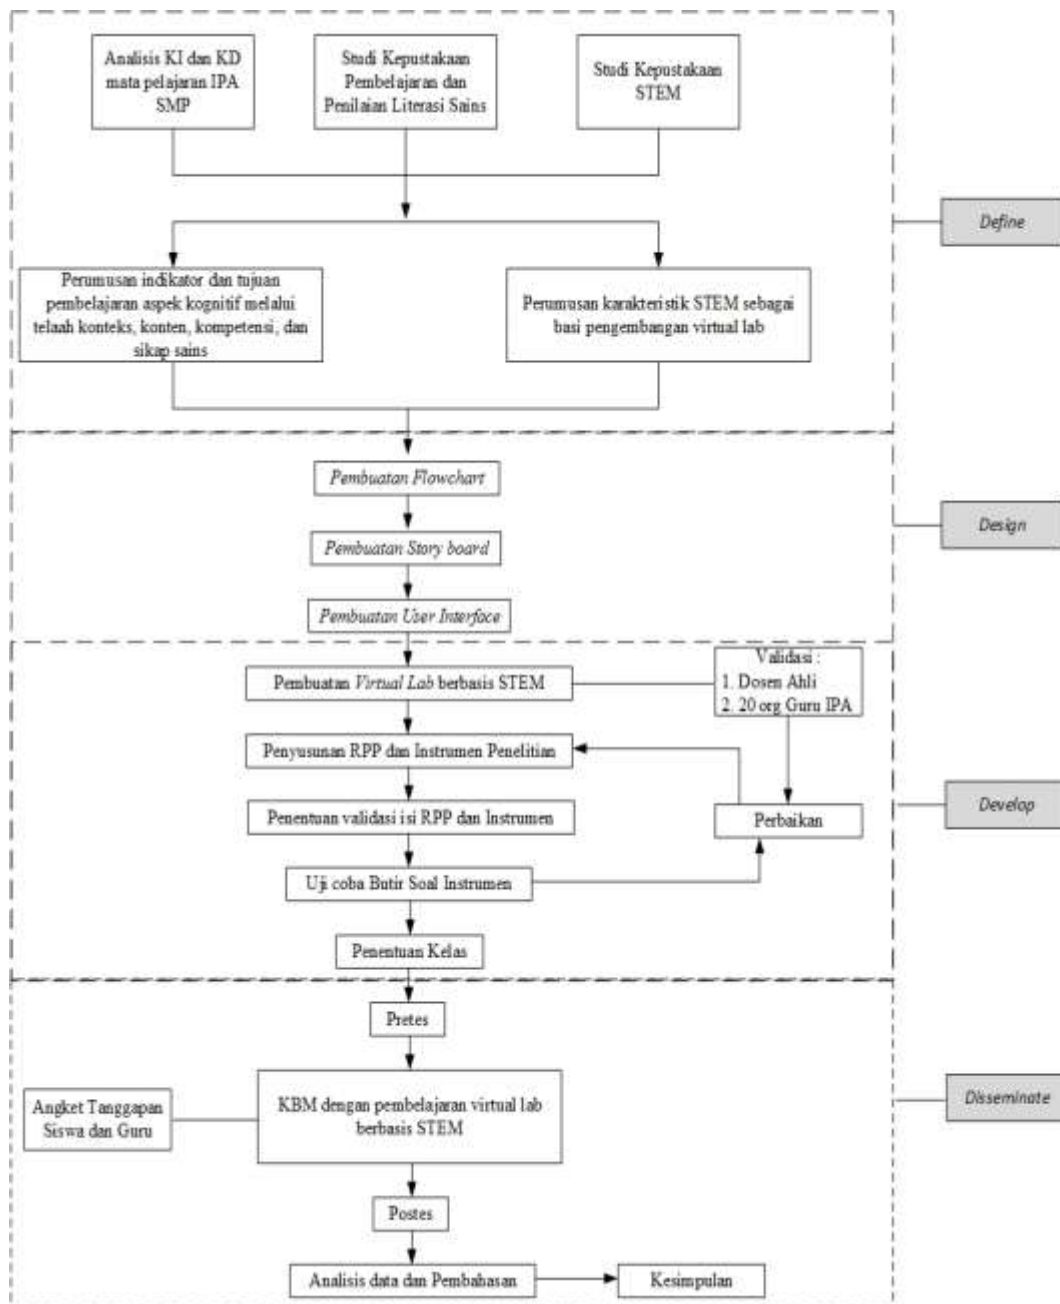 Analisis KI dan KD
mata pelajaran IPA
SMP
Studi Kepustakaan
Pembelajaran dan
Penilaian Literasi Sains
Studi Kepustakaan
STEM
Define
Perumusan indikator dan tujuan
pembelajaran aspek kognitif melalui
telaah konteks, konten, kompetensi, dan
sikap sains
Perumusan karakteristik STEM sebagai
basi pengembangan virtual lab
Pembuatan Flowchart
Pembuatan Story board
Pembuatan User Interface
Design
Pembuatan Virtual Lab berbasis STEM
Validasi :
1. Dosen Ahli
2. 20 org Guru IPA
Penyusunan RPP dan Instrumen Penelitian
Penentuan validasi isi RPP dan Instrumen
Perbaikan
Develop
Uji coba Butir Soal Instrumen
Penentuan Kelas
Pretes
Angket Tanggapan
Siswa dan Guru
KBM dengan pembelajaran virtual lab
berbasis STEM
Disseminate
Postes
Analisis data dan Pembahasan
Kesimpulan